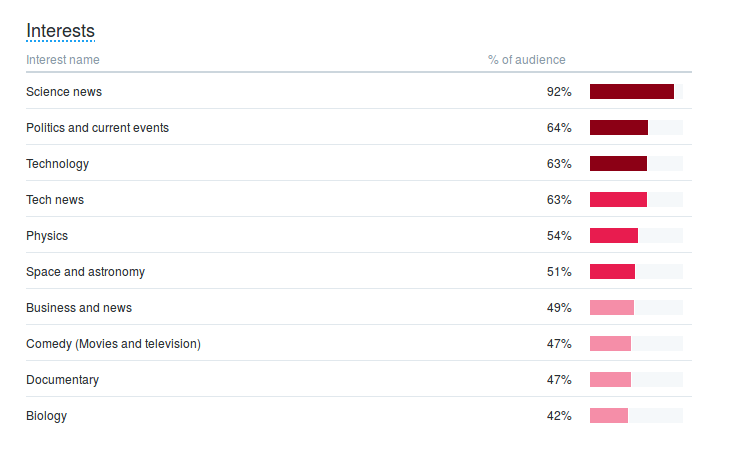 Interests
Interest name % of audience
Science news 92%
Politics and current events 64%
Technology 63%
Tech news 63%
Physics 54%
Space and astronomy 51%
Business and news 49%
Comedy (Movies and television) 47%
Documentary 47%
Biology 42%